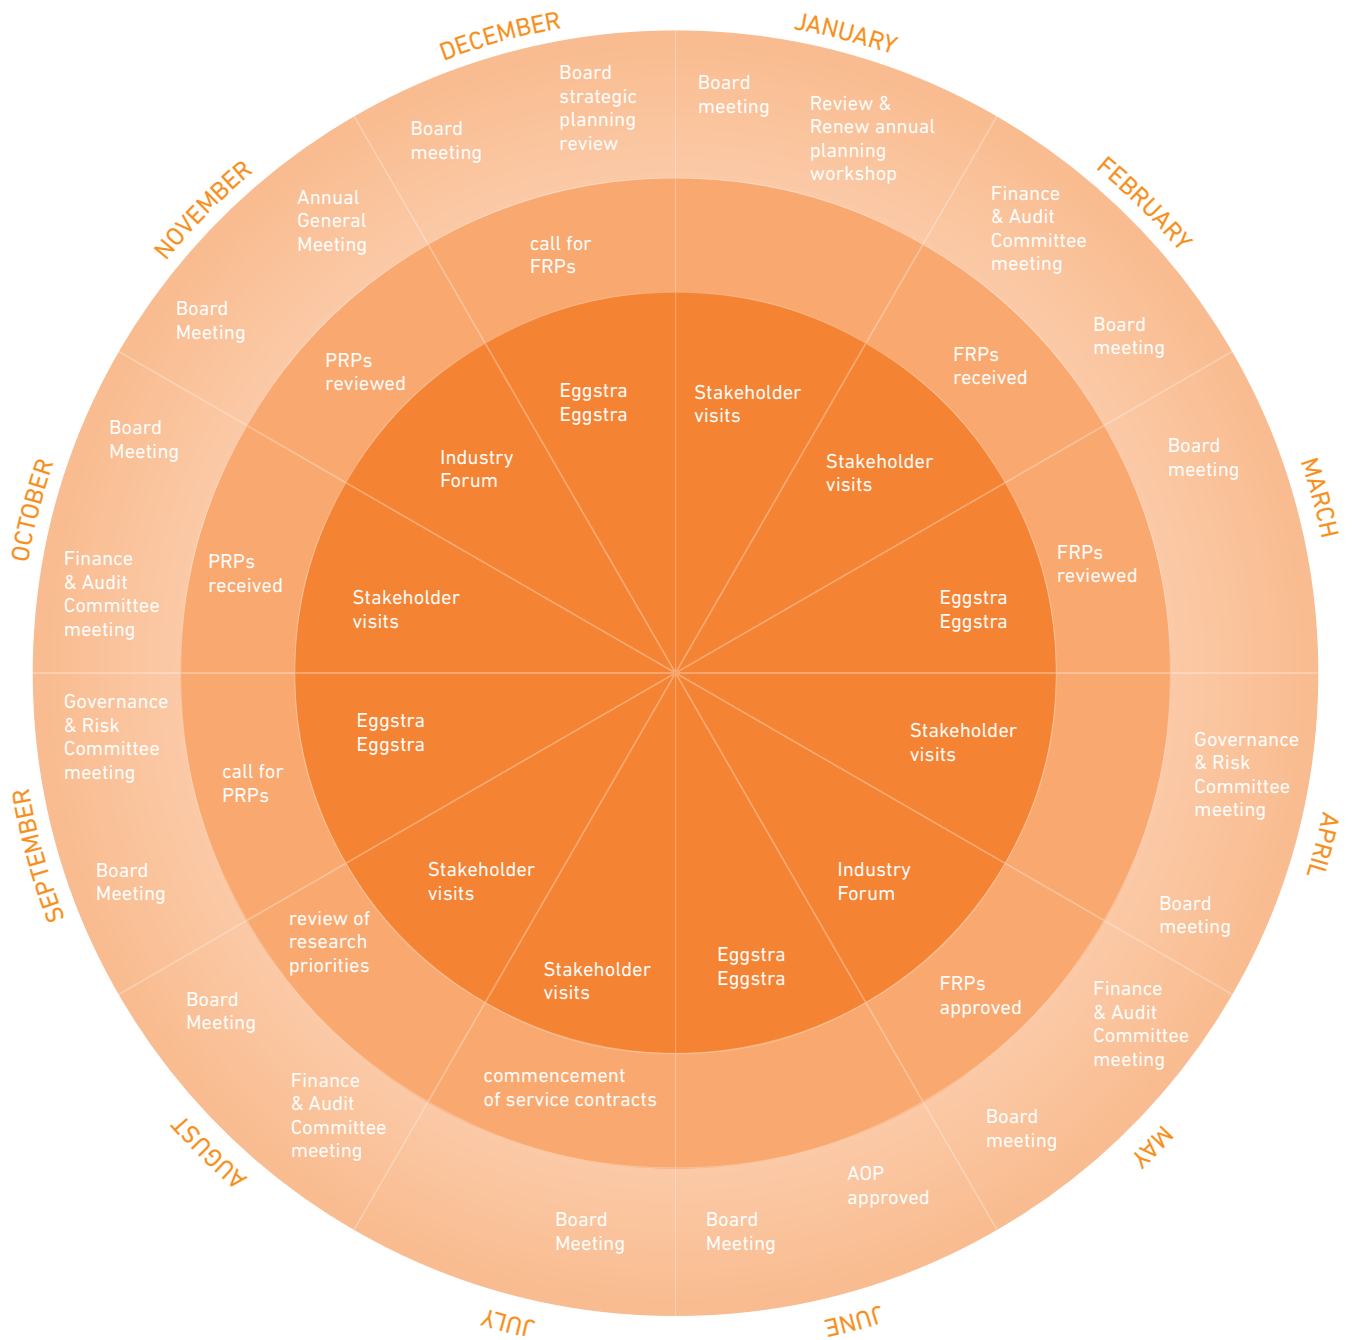 JANUARY
Board
meeting
Review &
Renew annual
planning
workshop
Stakeholder
visits
FEBRUARY
Finance
& Audit
Committee
meeting
Board
meeting
FRPs
received
Stakeholder
visits
MARCH
Board
meeting
FRPs
reviewed
Eggstra
Eggstra
APRIL
Governance
& Risk
Committee
meeting
Board
meeting
Stakeholder
visits
MAY
Finance
& Audit
Committee
meeting
Board
meeting
FRPs
approved
Industry
Forum
JUNE
AOP
approved
Board
Meeting
Eggstra
Eggstra
JULY
Board
Meeting
commencement
of service contracts
Stakeholder
visits
AUGUST
Finance
& Audit
Committee
meeting
Board
Meeting
review of
research
priorities
Stakeholder
visits
SEPTEMBER
Board
Meeting
Governance
& Risk
Committee
meeting
call for
PRPs
Eggstra
Eggstra
OCTOBER
Finance
& Audit
Committee
meeting
Board
Meeting
PRPs
received
Stakeholder
visits
NOVEMBER
Board
Meeting
Annual
General
Meeting
PRPs
reviewed
Industry
Forum
DECEMBER
Board
meeting
Board
strategic
planning
review
call for
FRPs
Eggstra
Eggstra